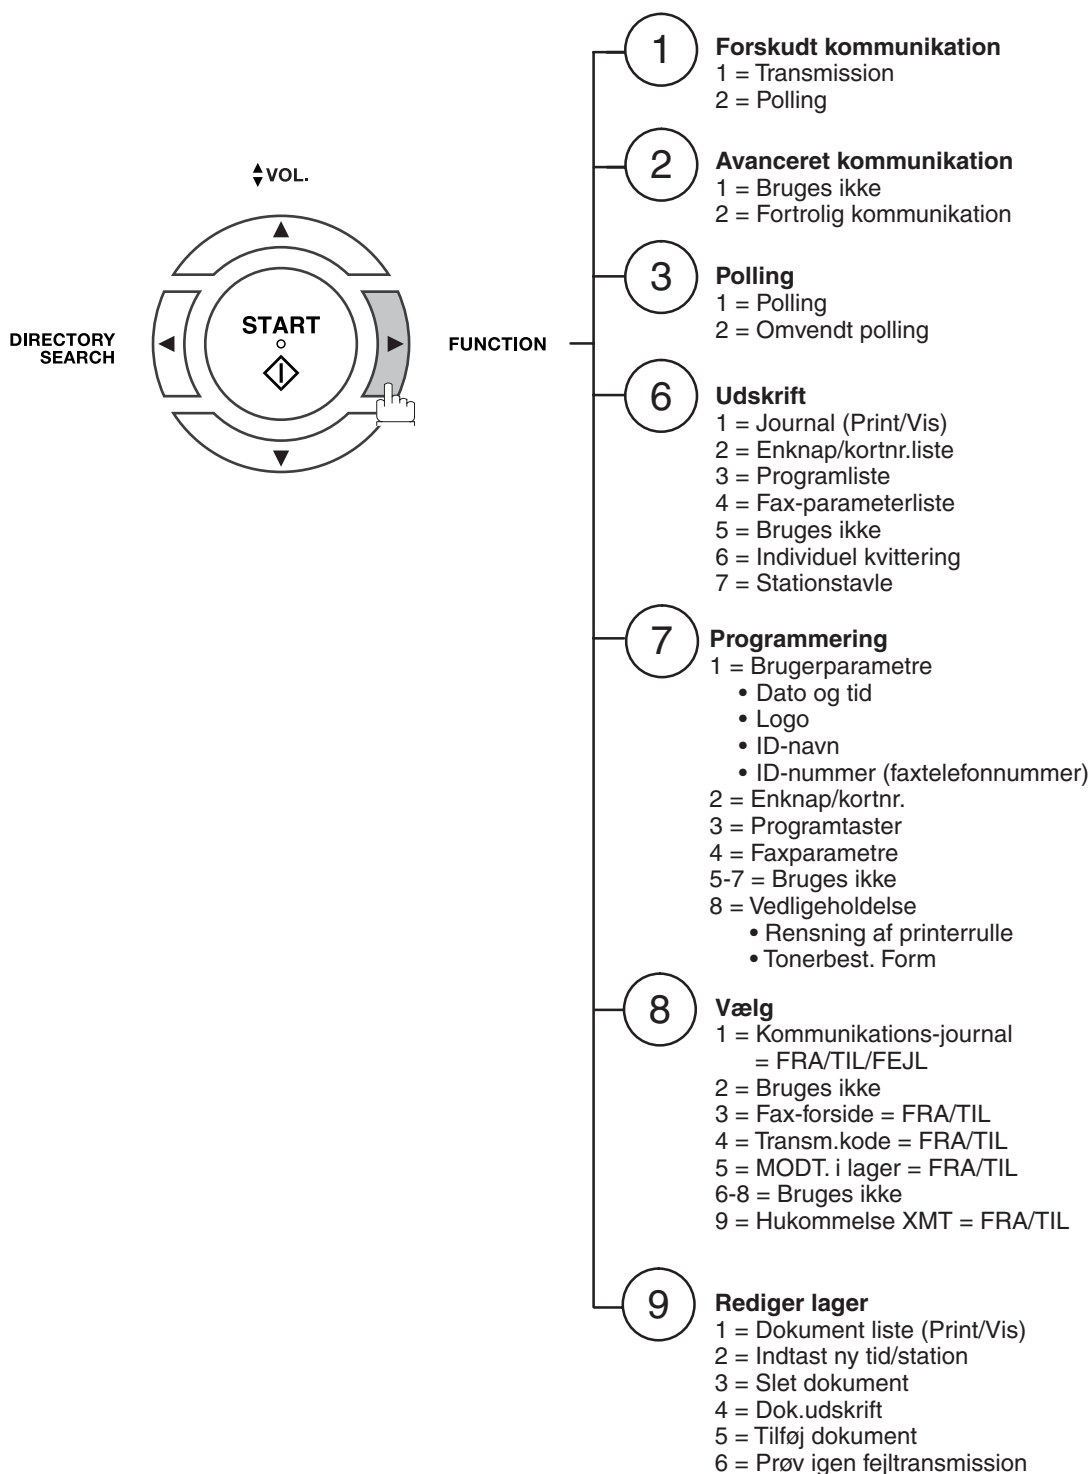 VOL.
START
DIRECTORY
SEARCH
FUNCTION
1
Forskudt kommunikation
1 = Transmission
2 = Polling
2
Avanceret kommunikation
1 = Bruges ikke
2 = Fortrolig kommunikation
3
Polling
1 = Polling
2 = Omvendt polling
6
Udskrift
1 = Journal (Print/Vis)
2 = Enknap/kortnr.liste
3 = Programliste
4 = Fax-parameterliste
5 = Bruges ikke
6 = Individuel kvittering
7 = Stationstavle
7
Programmering
1 = Brugerparametre
• Dato og tid
• Logo
• ID-navn
• ID-nummer (faxtelefonnummer)
2 = Enknap/kortnr.
3 = Programtaster
4 = Faxparametre
5-7 = Bruges ikke
8 = Vedligeholdelse
• Rensning af printerrulle
• Tonerbest. Form
8
Vælg
1 = Kommunikations-journal
= FRA/TIL/FEJL
2 = Bruges ikke
3 = Fax-forside = FRA/TIL
4 = Transm.kode = FRA/TIL
5 = MODT. i lager = FRA/TIL
6-8 = Bruges ikke
9 = Hukommelse XMT = FRA/TIL
9
Rediger lager
1 = Dokument liste (Print/Vis)
2 = Indtast ny tid/station
3 = Slet dokument
4 = Dok.udskrift
5 = Tilføj dokument
6 = Prøv igen fejltransmission